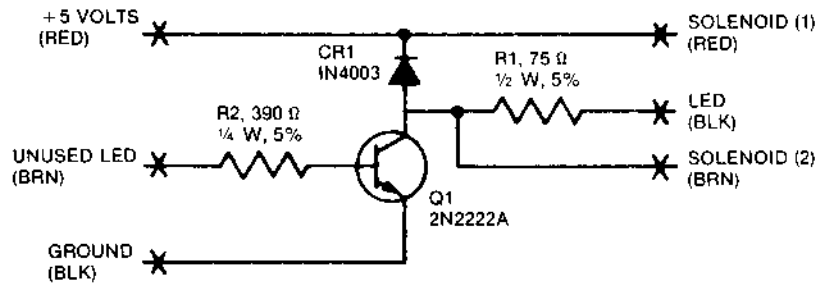 +5 VOLTS
(RED)
SOLENOID (1)
(RED)
CR1
IN4003
R1, 75 Ω
½ W, 5%
R2, 390 Ω
¼ W, 5%
LED
(BLK)
UNUSED LED
(BRN)
SOLENOID (2)
(BRN)
Q1
2N2222A
GROUND
(BLK)